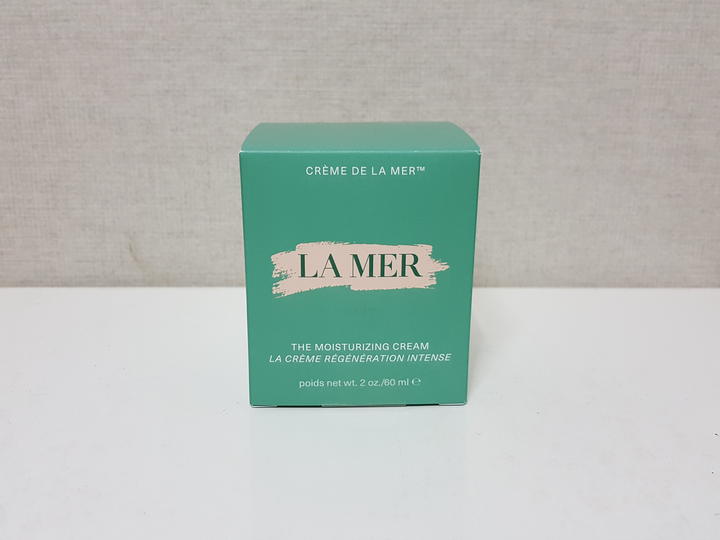 CRÈME DE LA MER™
LA MER
THE MOISTURIZING CREAM
LA CRÈME RÉGÉNÉRATION INTENSE
poids net wt. 2 oz./60 ml ℮